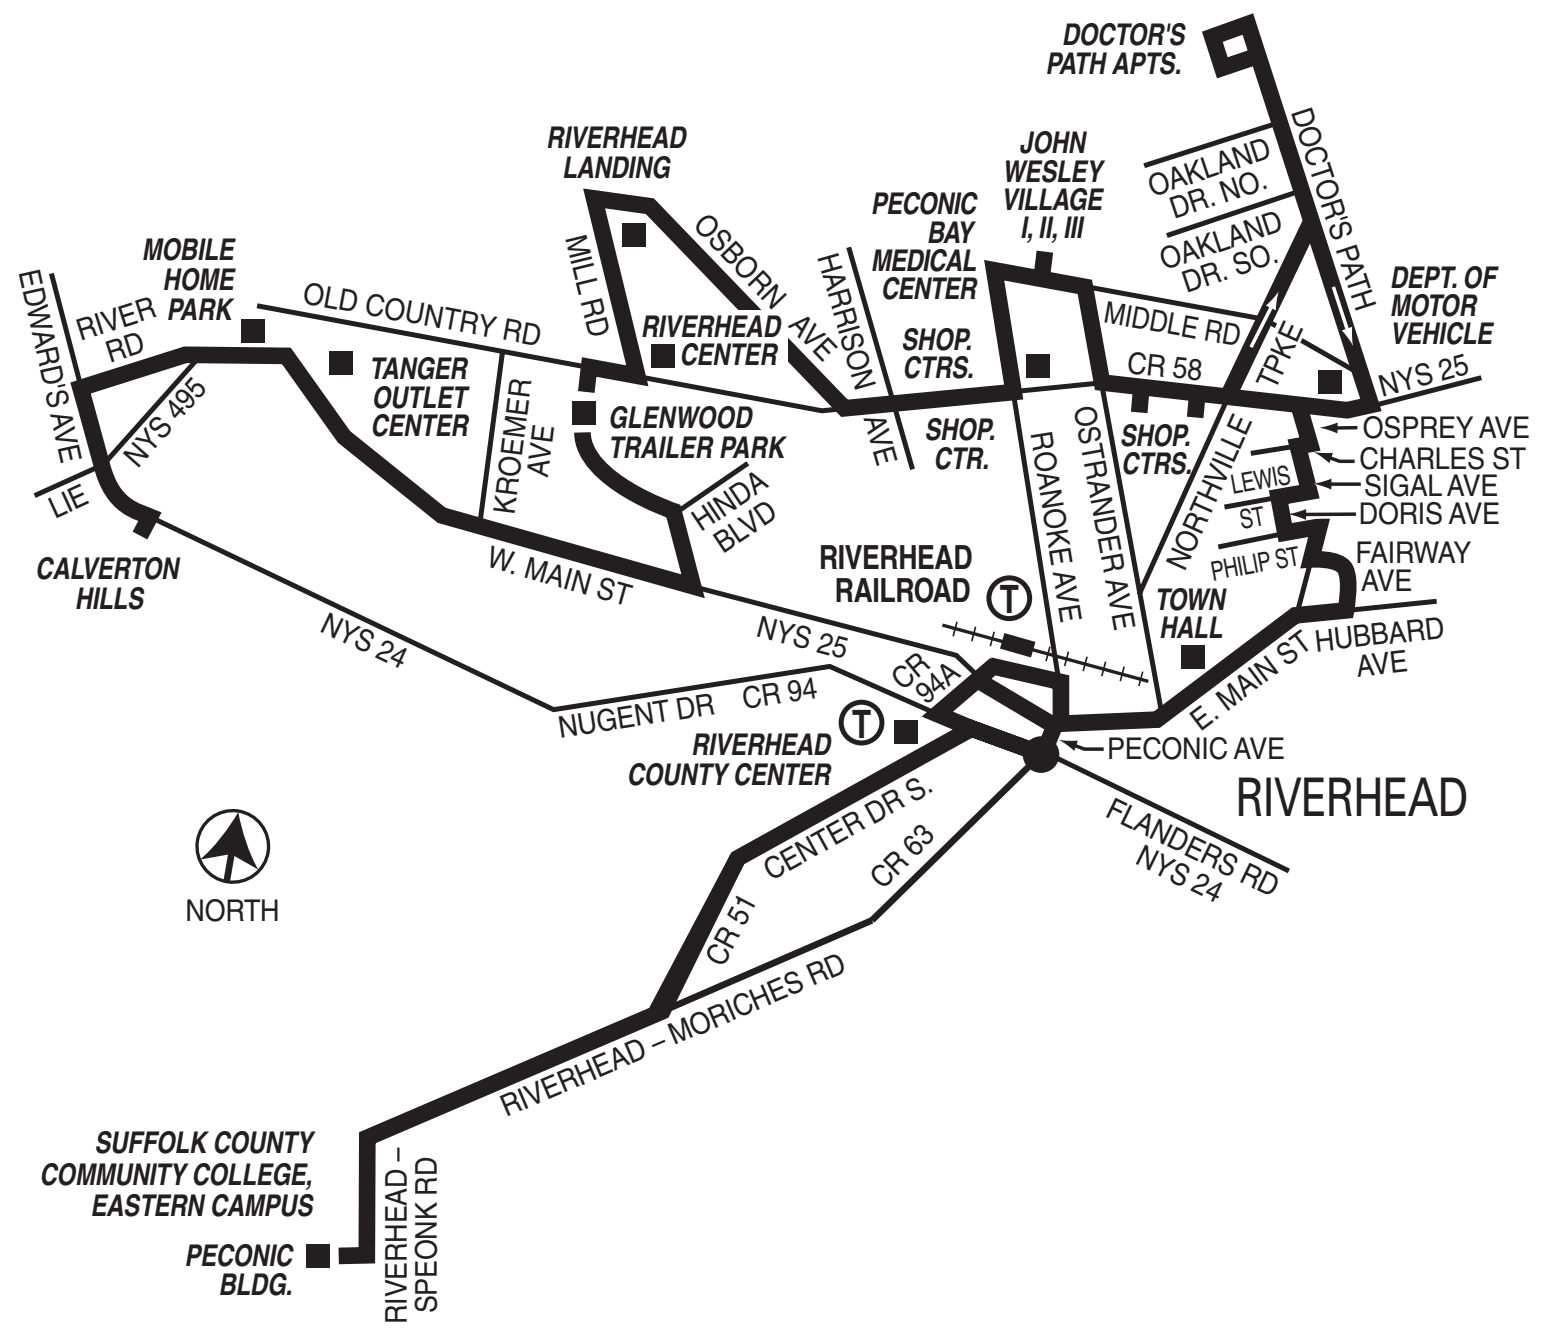 DOCTOR'S
PATH APTS.
DOCTOR'S PATH
OAKLAND
DR. NO.
OAKLAND
DR. SO.
RIVERHEAD
LANDING
JOHN
WESLEY
VILLAGE
I, II, III
PECONIC
BAY
MEDICAL
CENTER
MOBILE
HOME
PARK
EDWARD'S AVE
RIVER
RD
OLD COUNTRY RD
MILL RD
OSBORN
AVE
HARRISON
AVE
RIVERHEAD
CENTER
SHOP.
CTRS.
MIDDLE RD
CR 58
NORTHVILLE
TPKE
DEPT. OF
MOTOR
VEHICLE
NYS 25
NYS 495
LIE
TANGER
OUTLET
CENTER
KROEMER
AVE
GLENWOOD
TRAILER PARK
HINDA
BLVD
SHOP.
CTR.
ROANOKE AVE
OSTRANDER AVE
SHOP.
CTRS.
OSPREY AVE
CHARLES ST
SIGAL AVE
DORIS AVE
LEWIS
ST
PHILIP ST
FAIRWAY
AVE
CALVERTON
HILLS
W. MAIN ST
RIVERHEAD
RAILROAD
T
TOWN
HALL
HUBBARD
AVE
E. MAIN ST
NYS 24
NYS 25
CR
94A
NUGENT DR
CR 94
T
RIVERHEAD
COUNTY CENTER
PECONIC AVE
RIVERHEAD
CENTER DR S.
CR 63
FLANDERS RD
NYS 24
NORTH
CR 51
RIVERHEAD – MORICHES RD
SUFFOLK COUNTY
COMMUNITY COLLEGE,
EASTERN CAMPUS
PECONIC
BLDG.
RIVERHEAD –
SPEONK RD